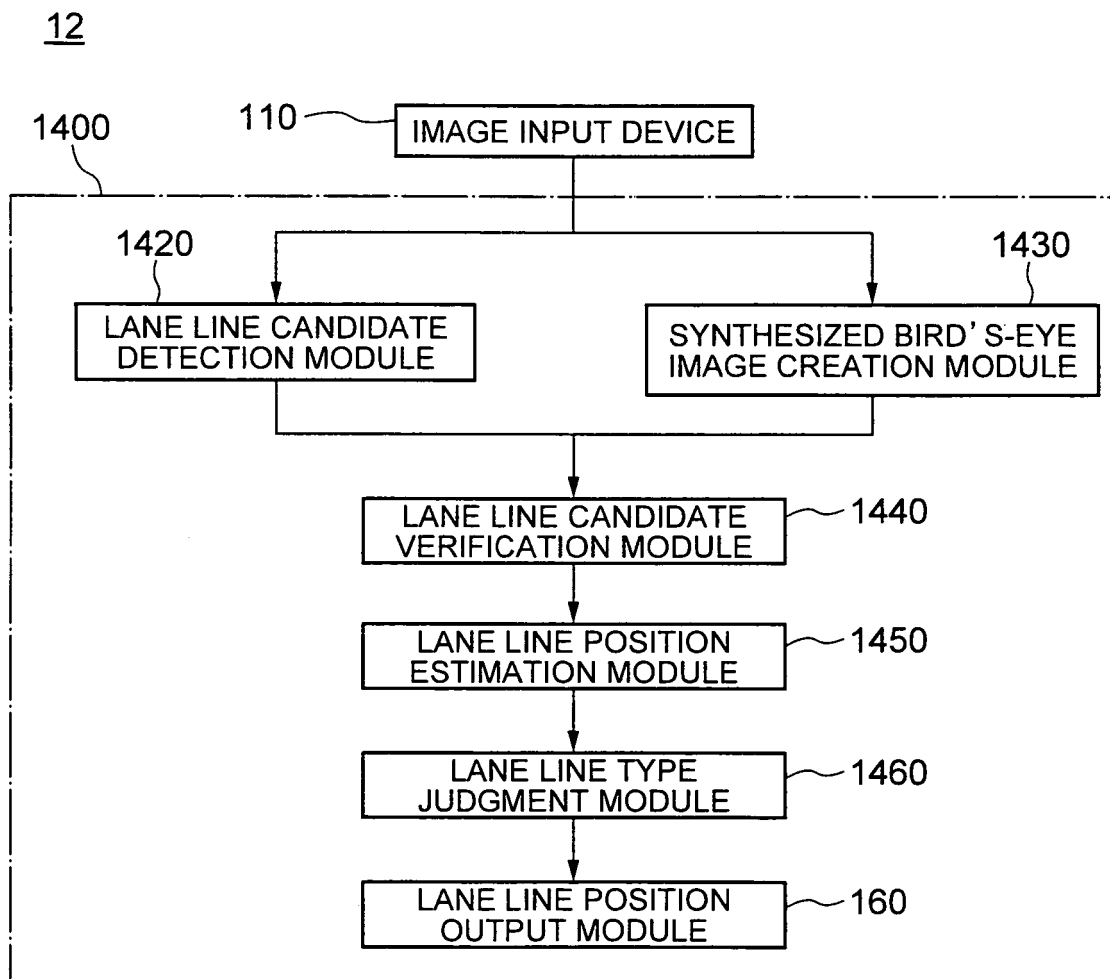 12
110
IMAGE INPUT DEVICE
1400
1420
1430
LANE LINE CANDIDATE
DETECTION MODULE
SYNTHESIZED BIRD'S-EYE
IMAGE CREATION MODULE
LANE LINE CANDIDATE
VERIFICATION MODULE
1440
LANE LINE POSITION
ESTIMATION MODULE
1450
LANE LINE TYPE
JUDGMENT MODULE
1460
LANE LINE POSITION
OUTPUT MODULE
160